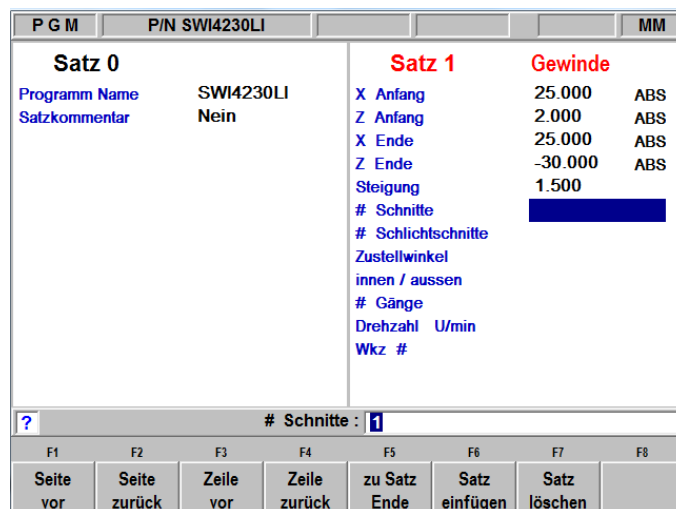 P G M P/N SWI4230LI MM
Satz 0
Programm Name SWI4230LI
Satzkommentar Nein
Satz 1 Gewinde
X Anfang 25.000 ABS
Z Anfang 2.000 ABS
X Ende 25.000 ABS
Z Ende -30.000 ABS
Steigung 1.500
# Schnitte
# Schlichtschnitte
Zustellwinkel
innen / aussen
# Gänge
Drehzahl U/min
Wkz #
? # Schnitte : 1
F1 F2 F3 F4 F5 F6 F7 F8
Seite Seite Zeile Zeile zu Satz Satz Satz
vor zurück vor zurück Ende einfügen löschen